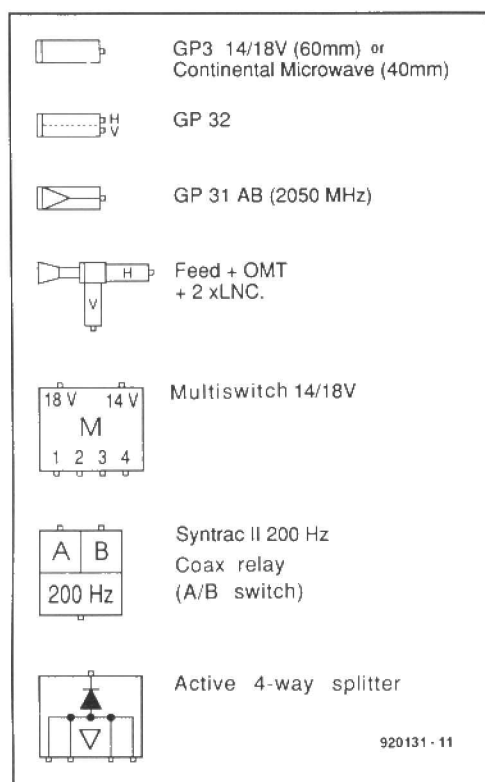 GP3 14/18V (60mm) or
Continental Microwave (40mm)
H
V
GP 32
GP 31 AB (2050 MHz)
H
V
Feed + OMT
+ 2 xLNC.
18 V 14 V
M
1 2 3 4
Multiswitch 14/18V
A B
200 Hz
Syntrac II 200 Hz
Coax relay
(A/B switch)
Active 4-way splitter
920131 - 11